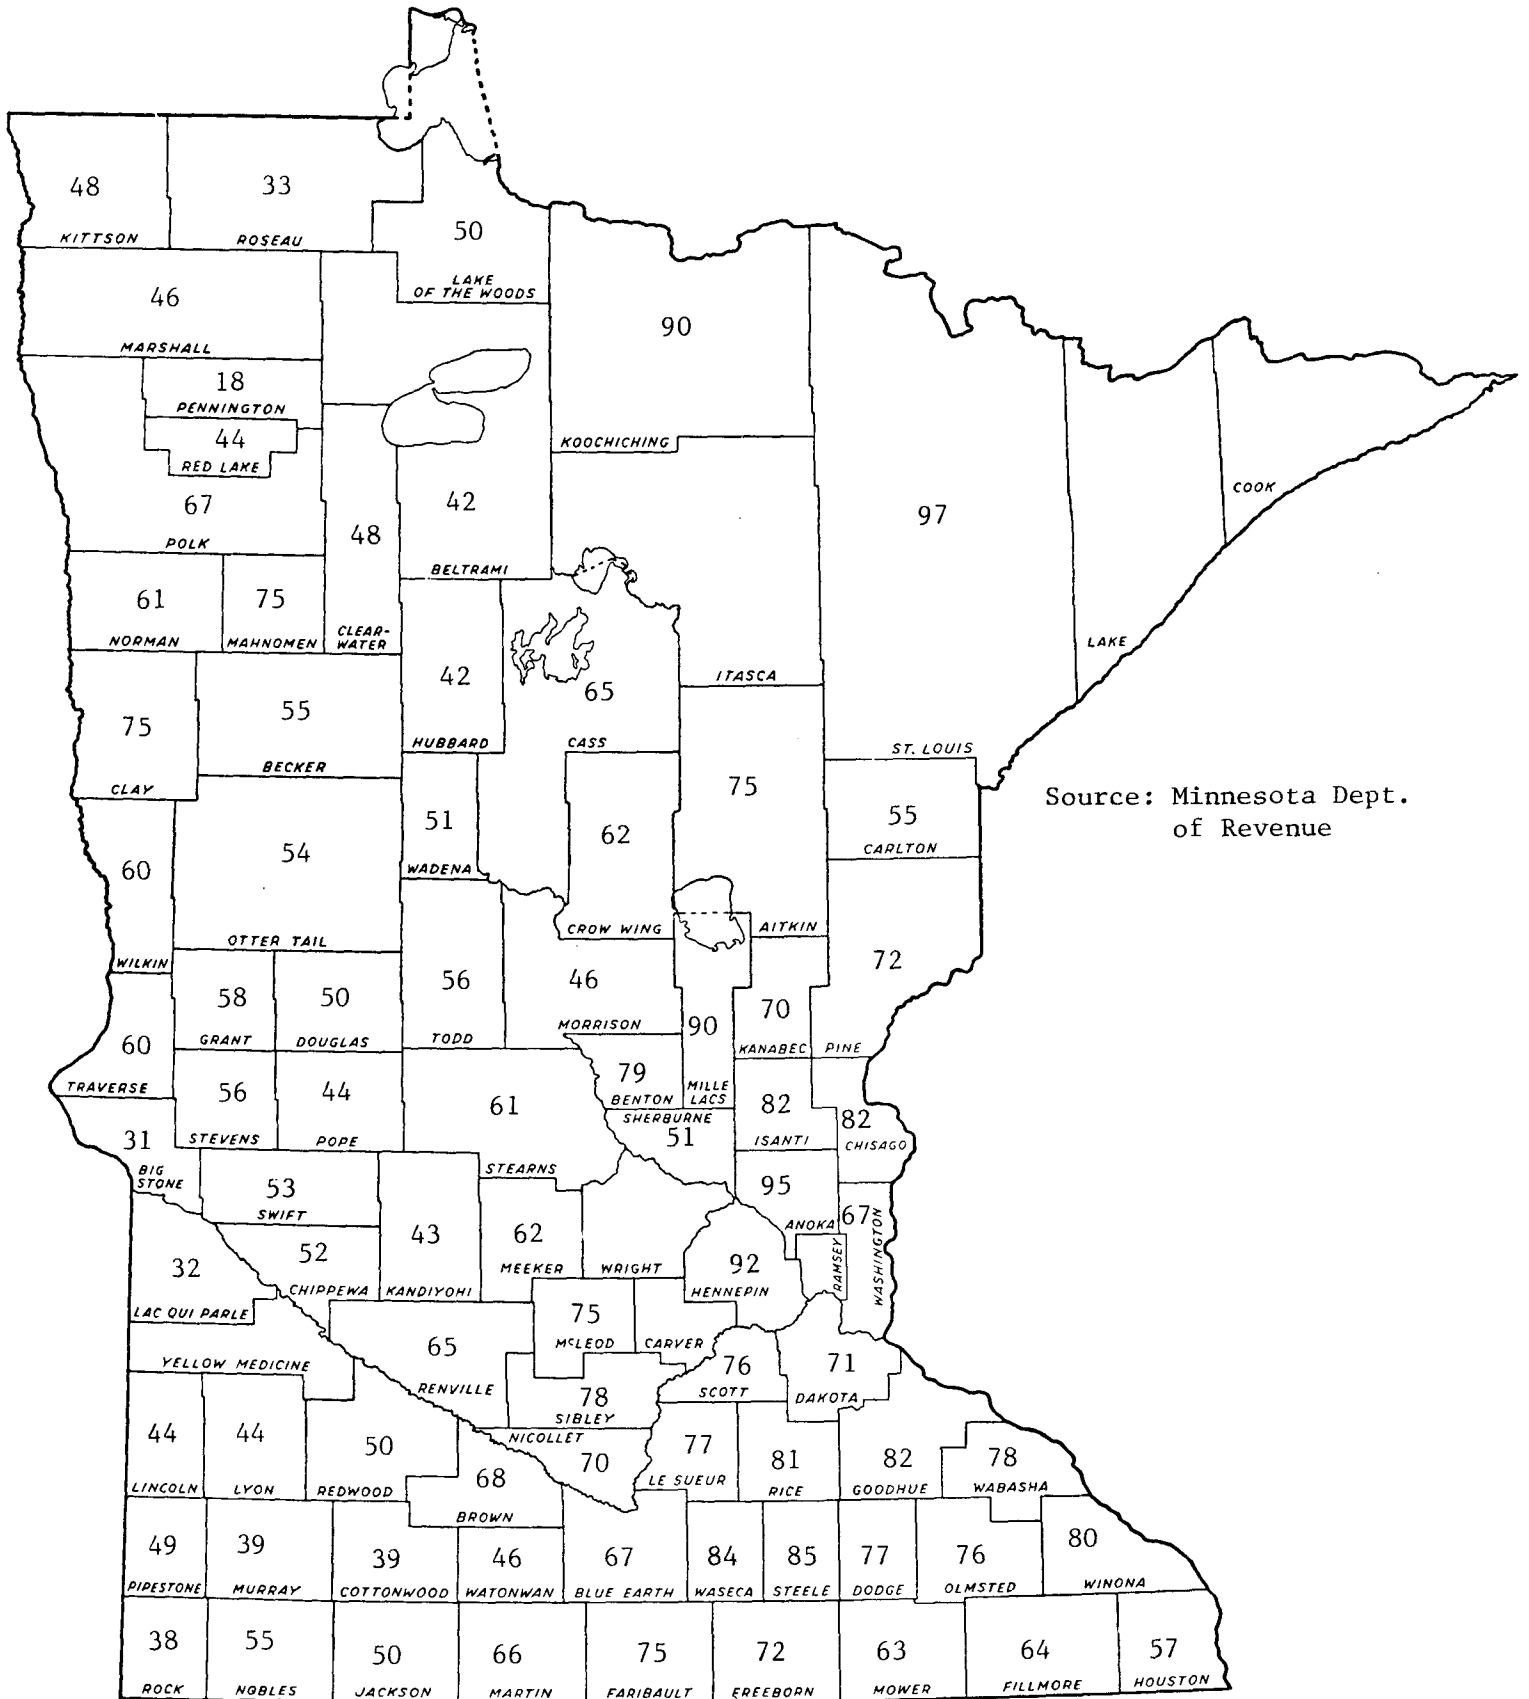 48
KITTSON
33
ROSEAU
50
LAKE
OF THE WOODS
46
MARSHALL
90
KOOCHICHING
18
PENNINGTON
44
RED LAKE
67
POLK
48
CLEAR-
WATER
42
BELTRAMI
97
ST. LOUIS
LAKE
COOK
61
NORMAN
75
MAHNOMEN
42
HUBBARD
65
CASS
ITASCA
75
CLAY
55
BECKER
51
WADENA
62
CROW WING
75
AITKIN
55
CARLTON
Source: Minnesota Dept.
of Revenue
60
WILKIN
54
OTTER TAIL
56
TODD
46
MORRISON
90
MILLE
LACS
70
KANABEC
72
PINE
58
GRANT
50
DOUGLAS
60
TRAVERSE
56
STEVENS
44
POPE
61
STEARNS
79
BENTON
SHERBURNE
51
82
ISANTI
82
CHISAGO
31
BIG
STONE
53
SWIFT
43
KANDIYOHI
62
MEEKER
WRIGHT
95
ANOKA
67
WASHINGTON
RAMSEY
92
HENNEPIN
32
LAC QUI PARLE
52
CHIPPEWA
75
McLEOD
CARVER
YELLOW MEDICINE
65
RENVILLE
78
SIBLEY
76
SCOTT
71
DAKOTA
44
LINCOLN
44
LYON
50
REDWOOD
68
BROWN
NICOLLET
70
77
LE SUEUR
81
RICE
82
GOODHUE
78
WABASHA
49
PIPESTONE
39
MURRAY
39
COTTONWOOD
46
WATONWAN
67
BLUE EARTH
84
WASECA
85
STEELE
77
DODGE
76
OLMSTED
80
WINONA
38
ROCK
55
NOBLES
50
JACKSON
66
MARTIN
75
FARIBAULT
72
FREEBORN
63
MOWER
64
FILLMORE
57
HOUSTON